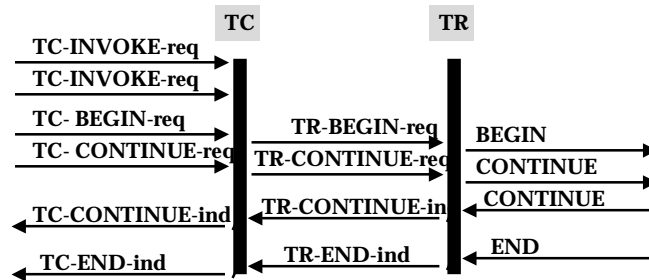 TC TR
TC-INVOKE-req
TC-INVOKE-req
TC- BEGIN-req
TR-BEGIN-req
BEGIN
TC- CONTINUE-req
TR-CONTINUE-req
CONTINUE
TC-CONTINUE-ind
TR-CONTINUE-in
CONTINUE
TC-END-ind
TR-END-ind
END